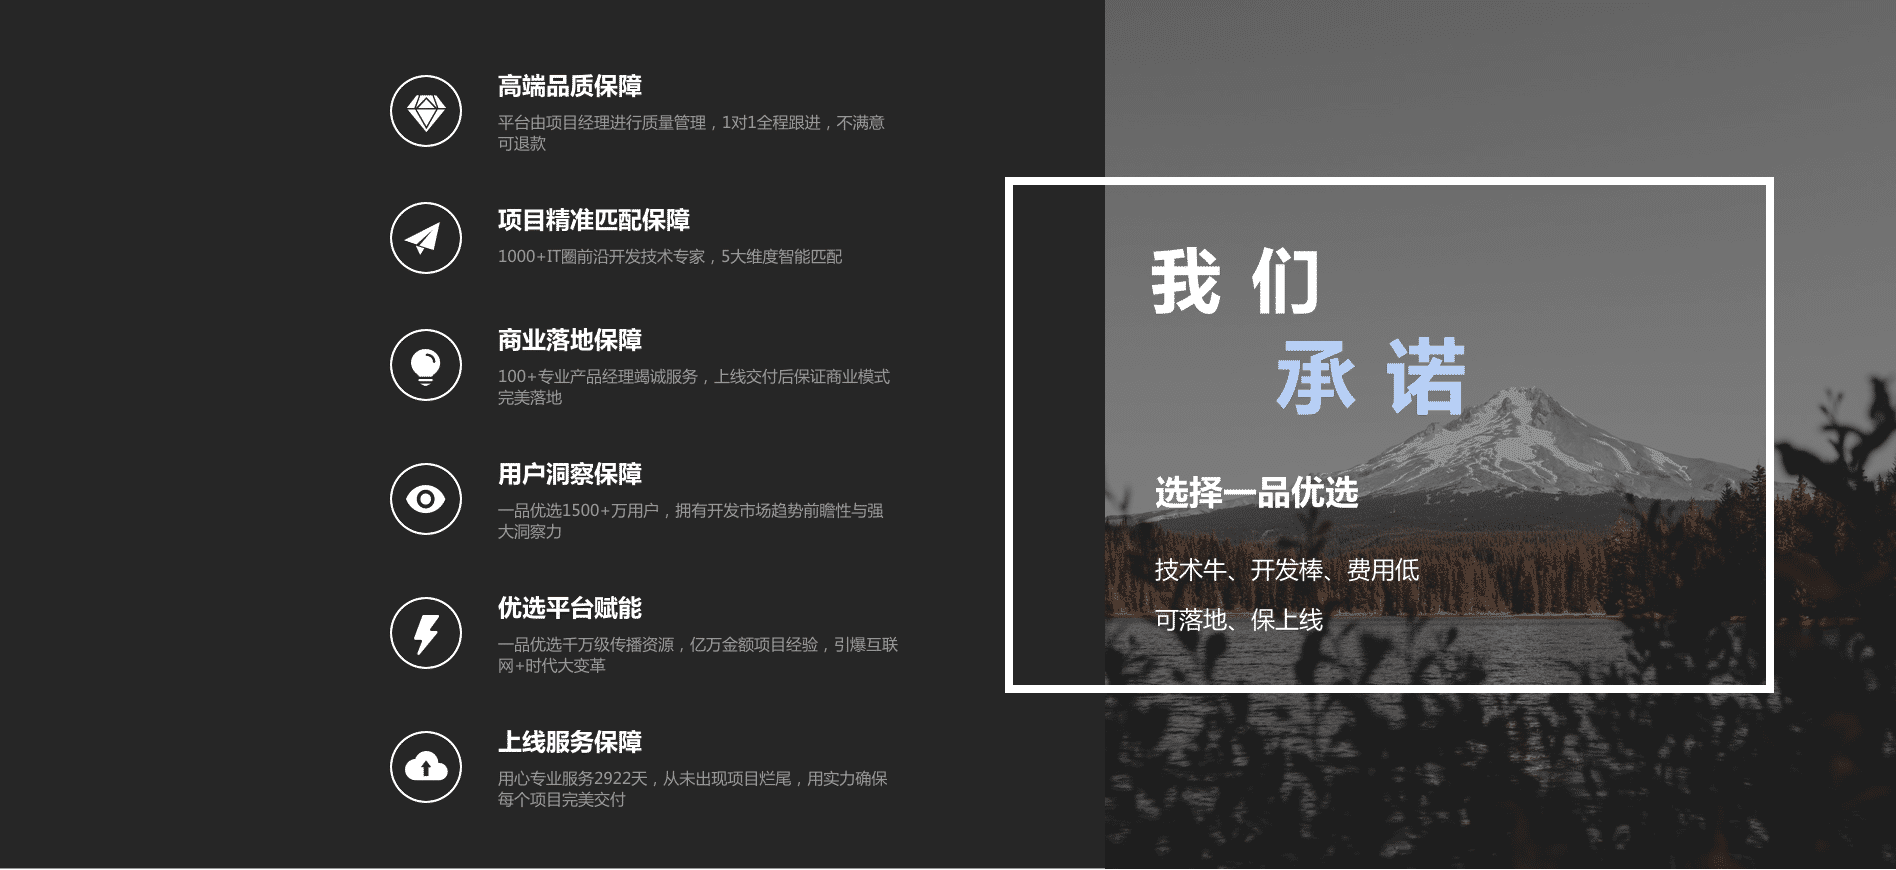 高端品质保障
平台由项目经理进行质量管理，1对1全程跟进，不满意
可退款
项目精准匹配保障
1000+IT圈前沿开发技术专家，5大维度智能匹配
商业落地保障
100+专业产品经理竭诚服务，上线交付后保证商业模式
完美落地
用户洞察保障
一品优选1500+万用户，拥有开发市场趋势前瞻性与强
大洞察力
优选平台赋能
一品优选千万级传播资源，亿万金额项目经验，引爆互联
网+时代大变革
上线服务保障
用心专业服务2922天，从未出现项目烂尾，用实力确保
每个项目完美交付
我 们
承 诺
选择一品优选
技术牛、开发棒、费用低
可落地、保上线